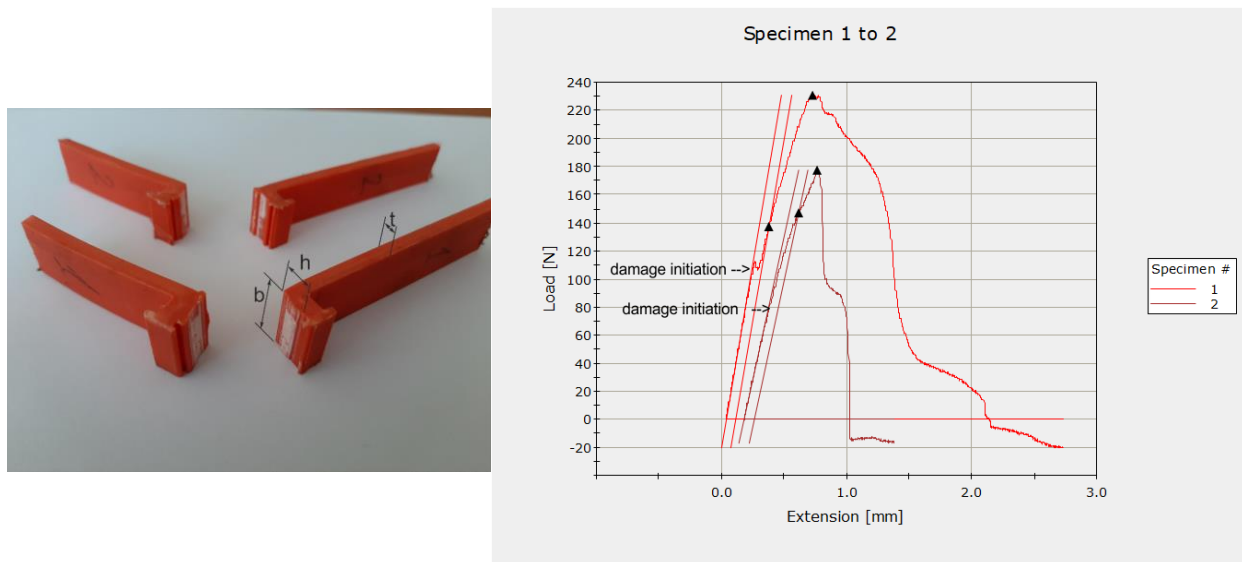 t
h
b
Specimen 1 to 2
240
220
200
180
160
140
120
100
80
60
40
20
0
-20
Load [N]
damage initiation -->
damage initiation -->
0.0
1.0
2.0
3.0
Extension [mm]
Specimen #
1
2